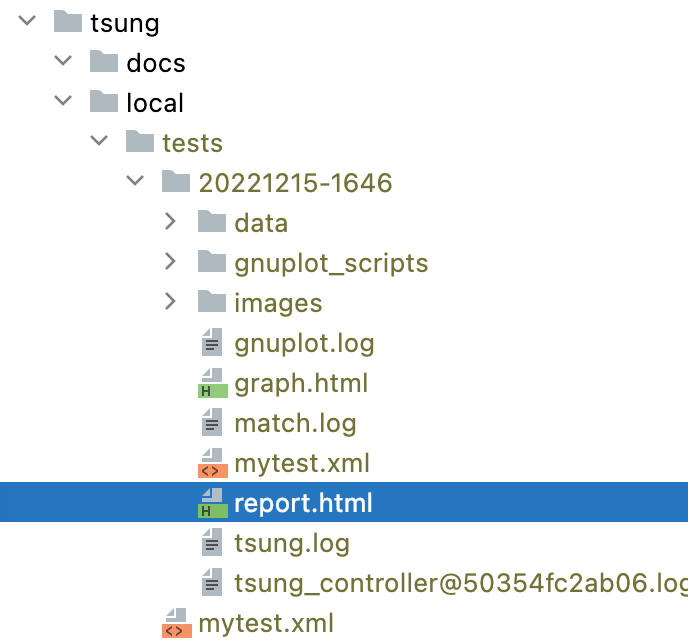 tsung
docs
local
tests
20221215-1646
data
gnuplot_scripts
images
gnuplot.log
H graph.html
match.log
<> mytest.xml
H report.html
tsung.log
tsung_controller@50354fc2ab06.log
<> mytest.xml